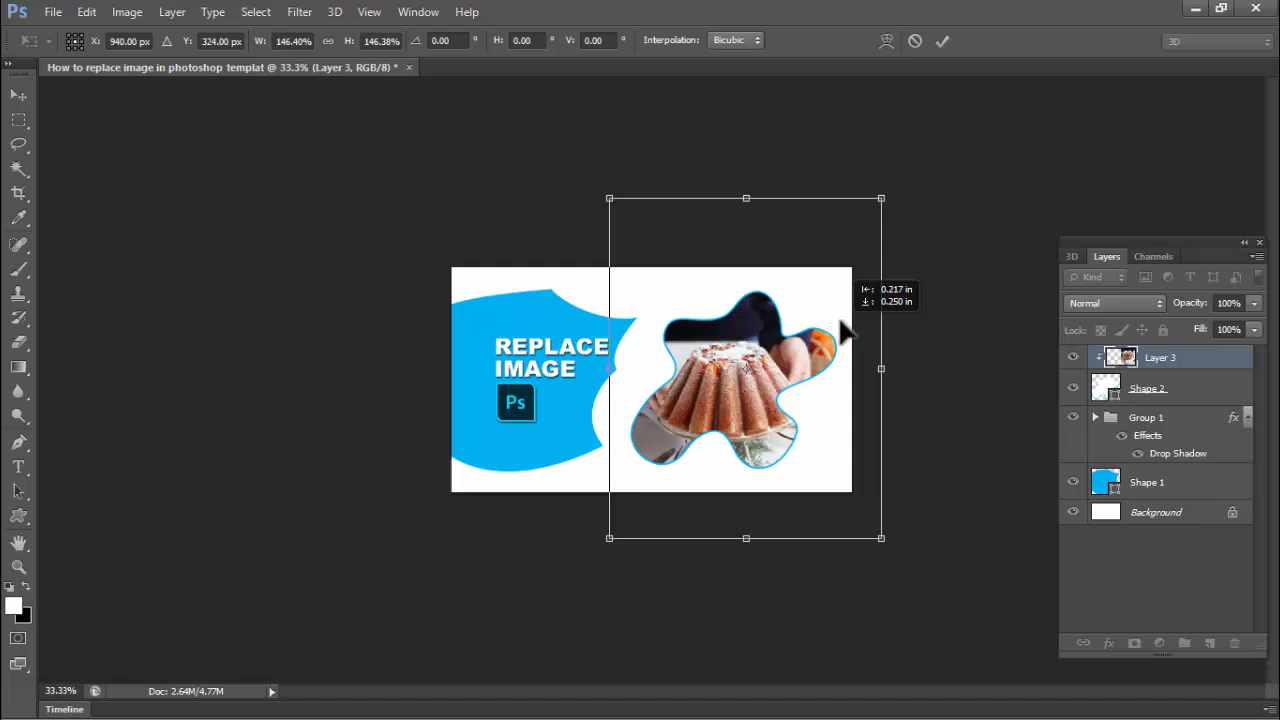 Ps File Edit Image Layer Type Select Filter 3D View Window Help
X: 940.00 px Y: 324.00 px W: 146.40% H: 146.38% 0.00 ° H: 0.00 ° V: 0.00 ° Interpolation: Bicubic 3D
How to replace image in photoshop templat @ 33.3% (Layer 3, RGB/8) * ×
0.217 in
0.250 in
REPLACE
IMAGE
Ps
3D Layers Channels
Kind
Normal Opacity: 100%
Lock: Fill: 100%
Layer 3
Shape 2
Group 1 fx
Effects
Drop Shadow
Shape 1
Background
33.33% Doc: 2.64M/4.77M
Timeline